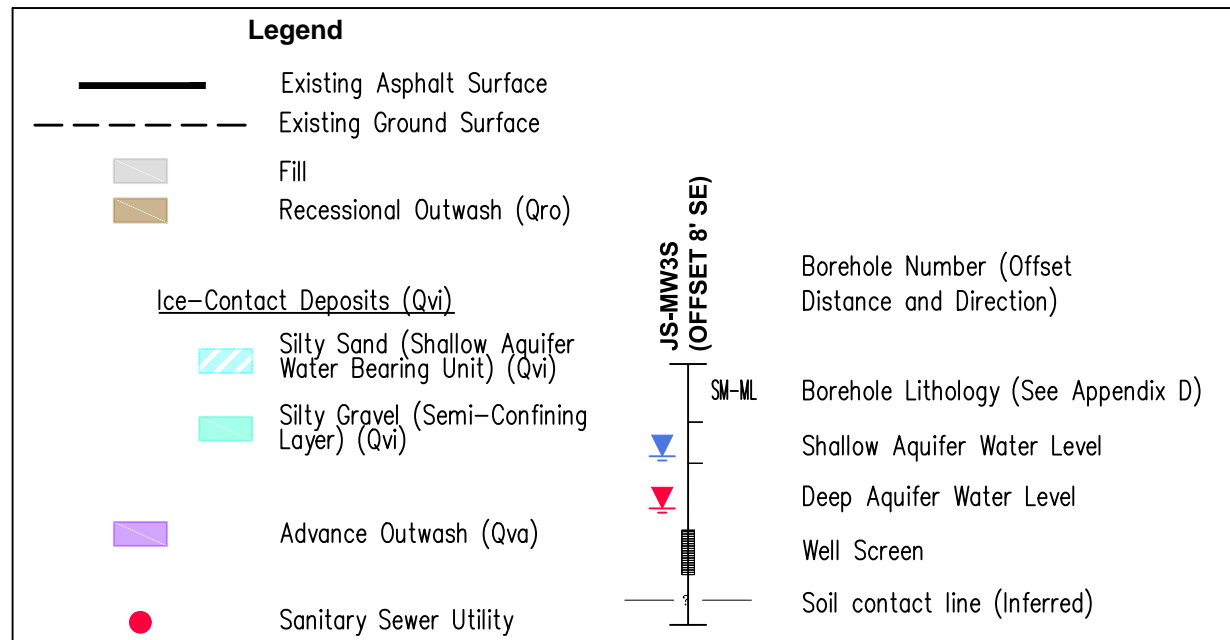 Legend
Existing Asphalt Surface
Existing Ground Surface
Fill
Recessional Outwash (Qro)
Ice-Contact Deposits (Qvi)
Silty Sand (Shallow Aquifer
Water Bearing Unit) (Qvi)
Silty Gravel (Semi-Confining
Layer) (Qvi)
Advance Outwash (Qva)
Sanitary Sewer Utility
JS-MW3S
(OFFSET 8' SE)
Borehole Number (Offset
Distance and Direction)
SM-ML
Borehole Lithology (See Appendix D)
Shallow Aquifer Water Level
Deep Aquifer Water Level
Well Screen
?
Soil contact line (Inferred)